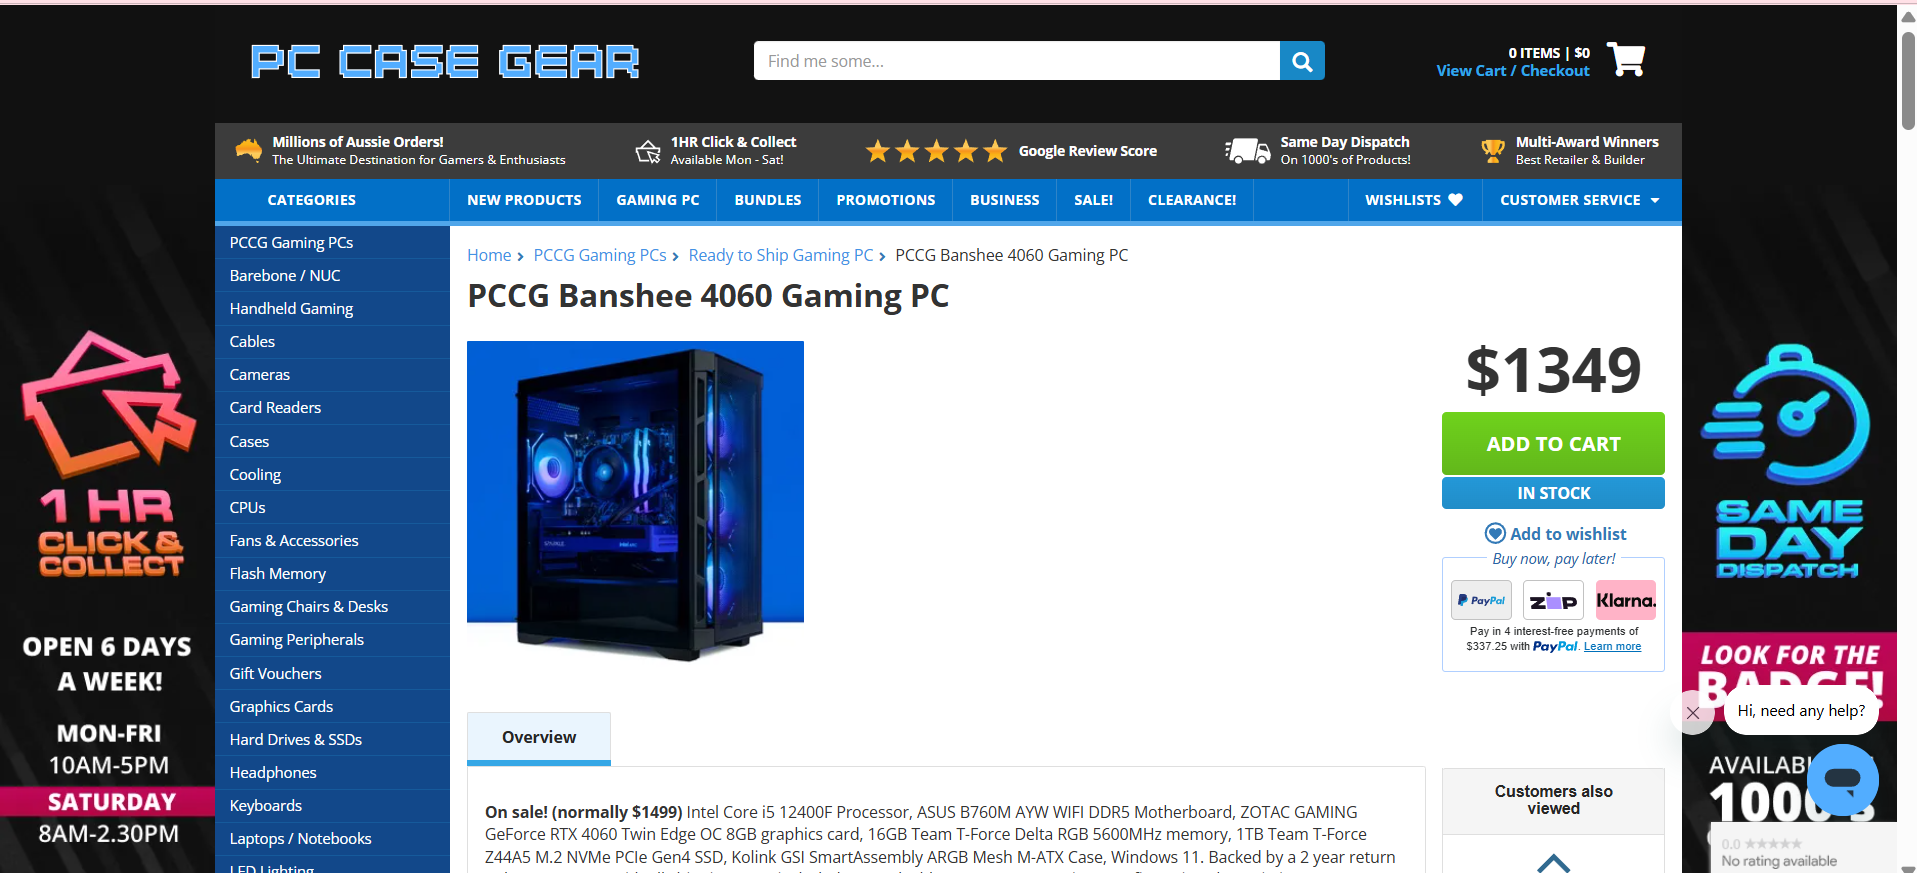 PC CASE GEAR
Find me some...
0 ITEMS | $0
View Cart / Checkout
Millions of Aussie Orders!
The Ultimate Destination for Gamers & Enthusiasts
1HR Click & Collect
Available Mon - Sat!
Google Review Score
Same Day Dispatch
On 1000's of Products!
Multi-Award Winners
Best Retailer & Builder
CATEGORIES
NEW PRODUCTS
GAMING PC
BUNDLES
PROMOTIONS
BUSINESS
SALE!
CLEARANCE!
WISHLISTS
CUSTOMER SERVICE
PCCG Gaming PCs
Barebone / NUC
Handheld Gaming
Cables
Cameras
Card Readers
Cases
Cooling
CPUs
Fans & Accessories
Flash Memory
Gaming Chairs & Desks
Gaming Peripherals
Gift Vouchers
Graphics Cards
Hard Drives & SSDs
Headphones
Keyboards
Laptops / Notebooks
LED Lighting
Home > PCCG Gaming PCs > Ready to Ship Gaming PC > PCCG Banshee 4060 Gaming PC
PCCG Banshee 4060 Gaming PC
$1349
ADD TO CART
IN STOCK
Add to wishlist
Buy now, pay later!
PayPal
zip
Klarna.
Pay in 4 interest-free payments of
$337.25 with PayPal. Learn more
Overview
On sale! (normally $1499) Intel Core i5 12400F Processor, ASUS B760M AYW WIFI DDR5 Motherboard, ZOTAC GAMING
GeForce RTX 4060 Twin Edge OC 8GB graphics card, 16GB Team T-Force Delta RGB 5600MHz memory, 1TB Team T-Force
Z44A5 M.2 NVMe PCIe Gen4 SSD, Kolink GSI SmartAssembly ARGB Mesh M-ATX Case, Windows 11. Backed by a 2 year return
Customers also
viewed
1 HR
CLICK &
COLLECT
OPEN 6 DAYS
A WEEK!
MON-FRI
10AM-5PM
SATURDAY
8AM-2.30PM
SAME
DAY
DISPATCH
LOOK FOR THE
BADGE!
Hi, need any help?
1000's
0.0
No rating available